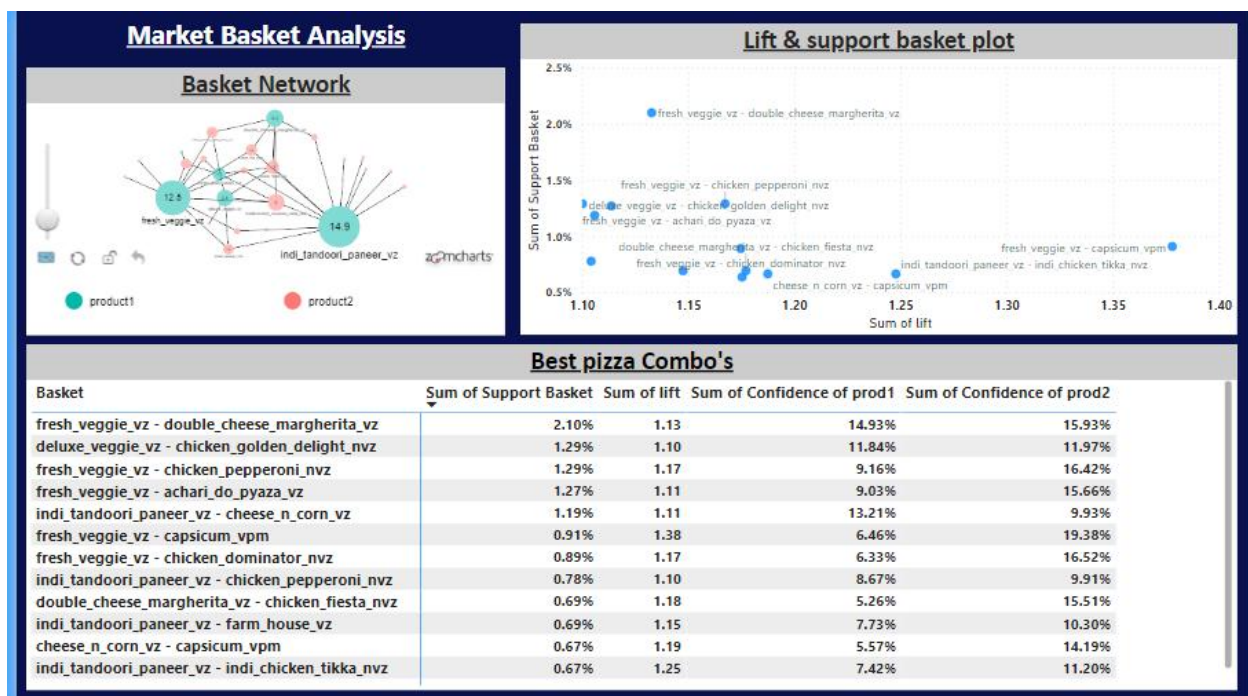 Market Basket Analysis
Basket Network
12.8
fresh_veggie_vz
14.9
indi_tandoori_paneer_vz
zoomcharts
product1
product2
Lift & support basket plot
Sum of Support Basket
2.5%
2.0%
1.5%
1.0%
0.5%
fresh veggie vz - double cheese margherita vz
fresh_veggie_vz - chicken_pepperoni_nvz
deluxe veggie vz - chicken golden delight nvz
fresh veggie vz - achari do pyaza vz
double cheese margherita vz - chicken fiesta nvz
fresh veggie vz - capsicum vpm
fresh veggie vz - chicken dominator nvz
indi tandoori paneer vz - indi chicken tikka nvz
cheese n corn vz - capsicum vpm
1.10 1.15 1.20 1.25 1.30 1.35 1.40
Sum of lift
Best pizza Combo's
Basket Sum of Support Basket Sum of lift Sum of Confidence of prod1 Sum of Confidence of prod2
fresh_veggie_vz - double_cheese_margherita_vz 2.10% 1.13 14.93% 15.93%
deluxe_veggie_vz - chicken_golden_delight_nvz 1.29% 1.10 11.84% 11.97%
fresh_veggie_vz - chicken_pepperoni_nvz 1.29% 1.17 9.16% 16.42%
fresh_veggie_vz - achari_do_pyaza_vz 1.27% 1.11 9.03% 15.66%
indi_tandoori_paneer_vz - cheese_n_corn_vz 1.19% 1.11 13.21% 9.93%
fresh_veggie_vz - capsicum_vpm 0.91% 1.38 6.46% 19.38%
fresh_veggie_vz - chicken_dominator_nvz 0.89% 1.17 6.33% 16.52%
indi_tandoori_paneer_vz - chicken_pepperoni_nvz 0.78% 1.10 8.67% 9.91%
double_cheese_margherita_vz - chicken_fiesta_nvz 0.69% 1.18 5.26% 15.51%
indi_tandoori_paneer_vz - farm_house_vz 0.69% 1.15 7.73% 10.30%
cheese_n_corn_vz - capsicum_vpm 0.67% 1.19 5.57% 14.19%
indi_tandoori_paneer_vz - indi_chicken_tikka_nvz 0.67% 1.25 7.42% 11.20%